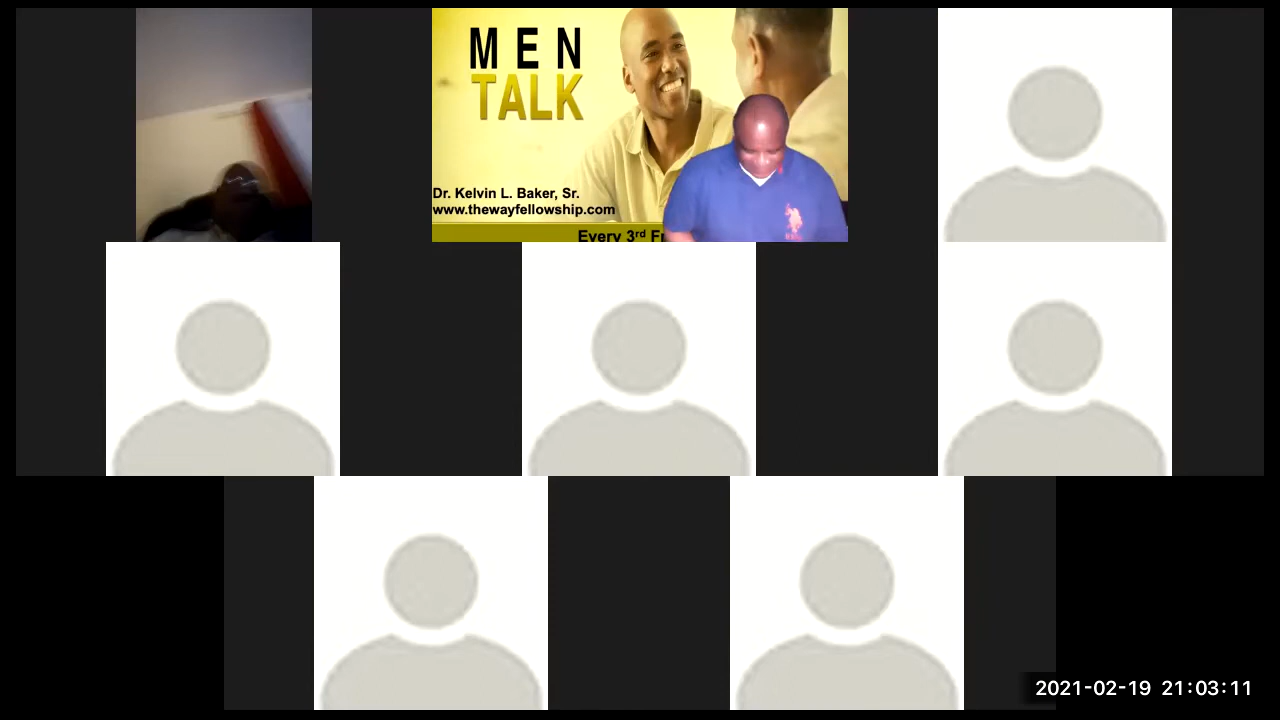 MEN
TALK
Dr. Kelvin L. Baker, Sr.
www.thewayfellowship.com
Every 3rd
2021-02-19 21:03:11